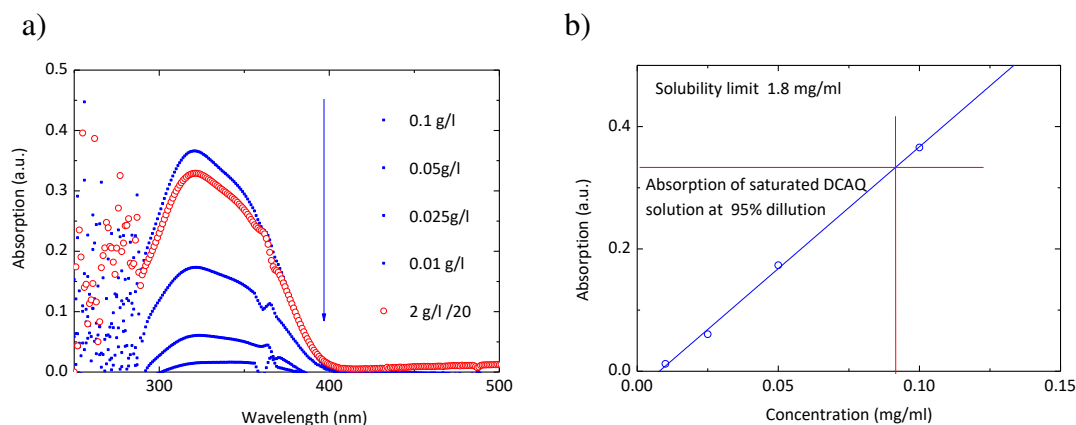 a)
0.5
0.4
0.3
0.2
0.1
0.0
Absorption (a.u.)
0.1 g/l
0.05g/l
0.025g/l
0.01 g/l
2 g/l /20
300
400
500
Wavelength (nm)
b)
0.4
0.2
0.0
Absorption (a.u.)
Solubility limit 1.8 mg/ml
Absorption of saturated DCAQ
solution at 95% dillution
0.00
0.05
0.10
0.15
Concentration (mg/ml)